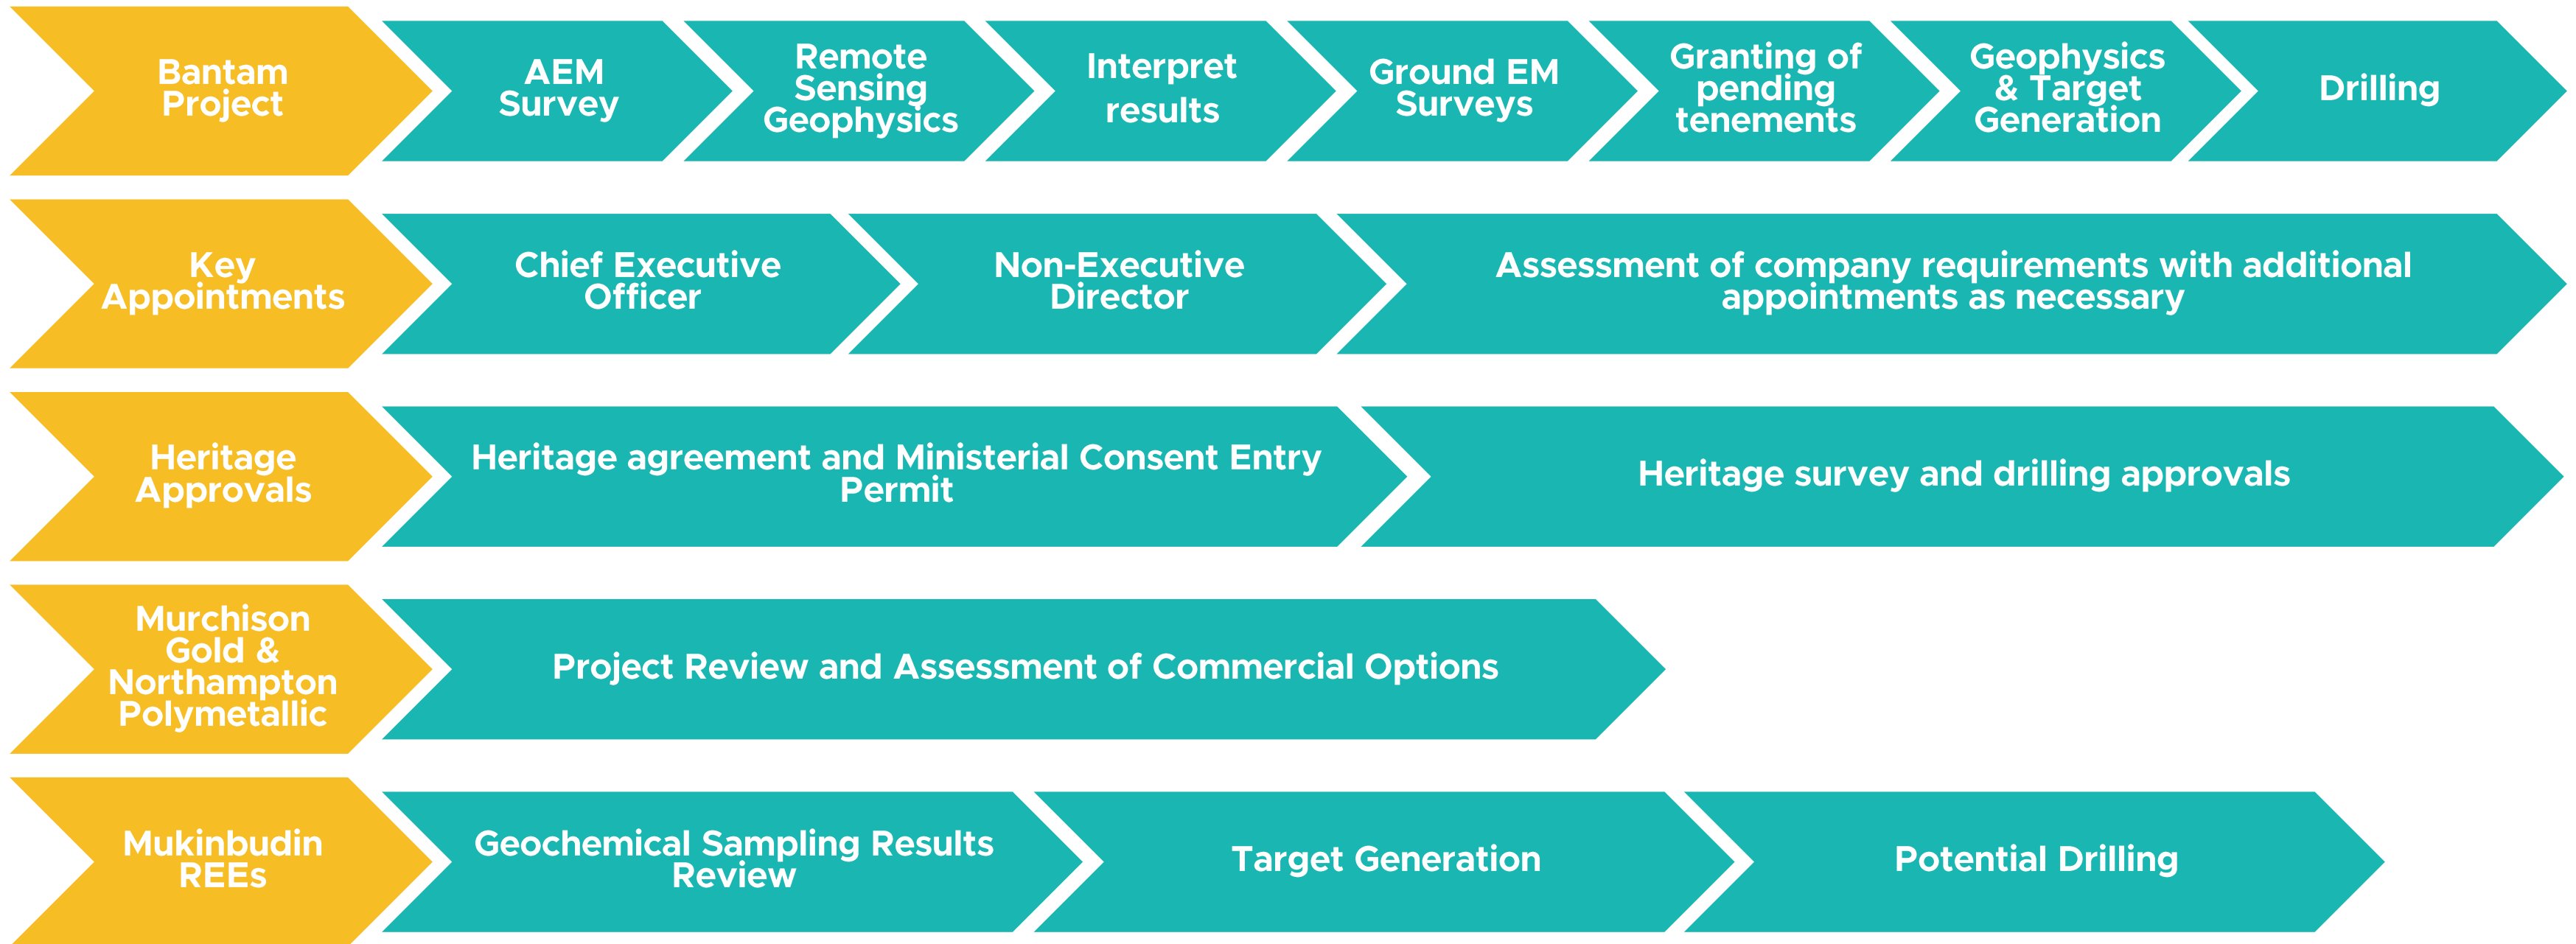 Bantam
Project
AEM
Survey
Remote
Sensing
Geophysics
Interpret
results
Ground EM
Surveys
Granting of
pending
tenements
Geophysics
& Target
Generation
Drilling
Key
Appointments
Chief Executive
Officer
Non-Executive
Director
Assessment of company requirements with additional
appointments as necessary
Heritage
Approvals
Heritage agreement and Ministerial Consent Entry
Permit
Heritage survey and drilling approvals
Murchison
Gold &
Northampton
Polymetallic
Project Review and Assessment of Commercial Options
Mukinbudin
REEs
Geochemical Sampling Results
Review
Target Generation
Potential Drilling